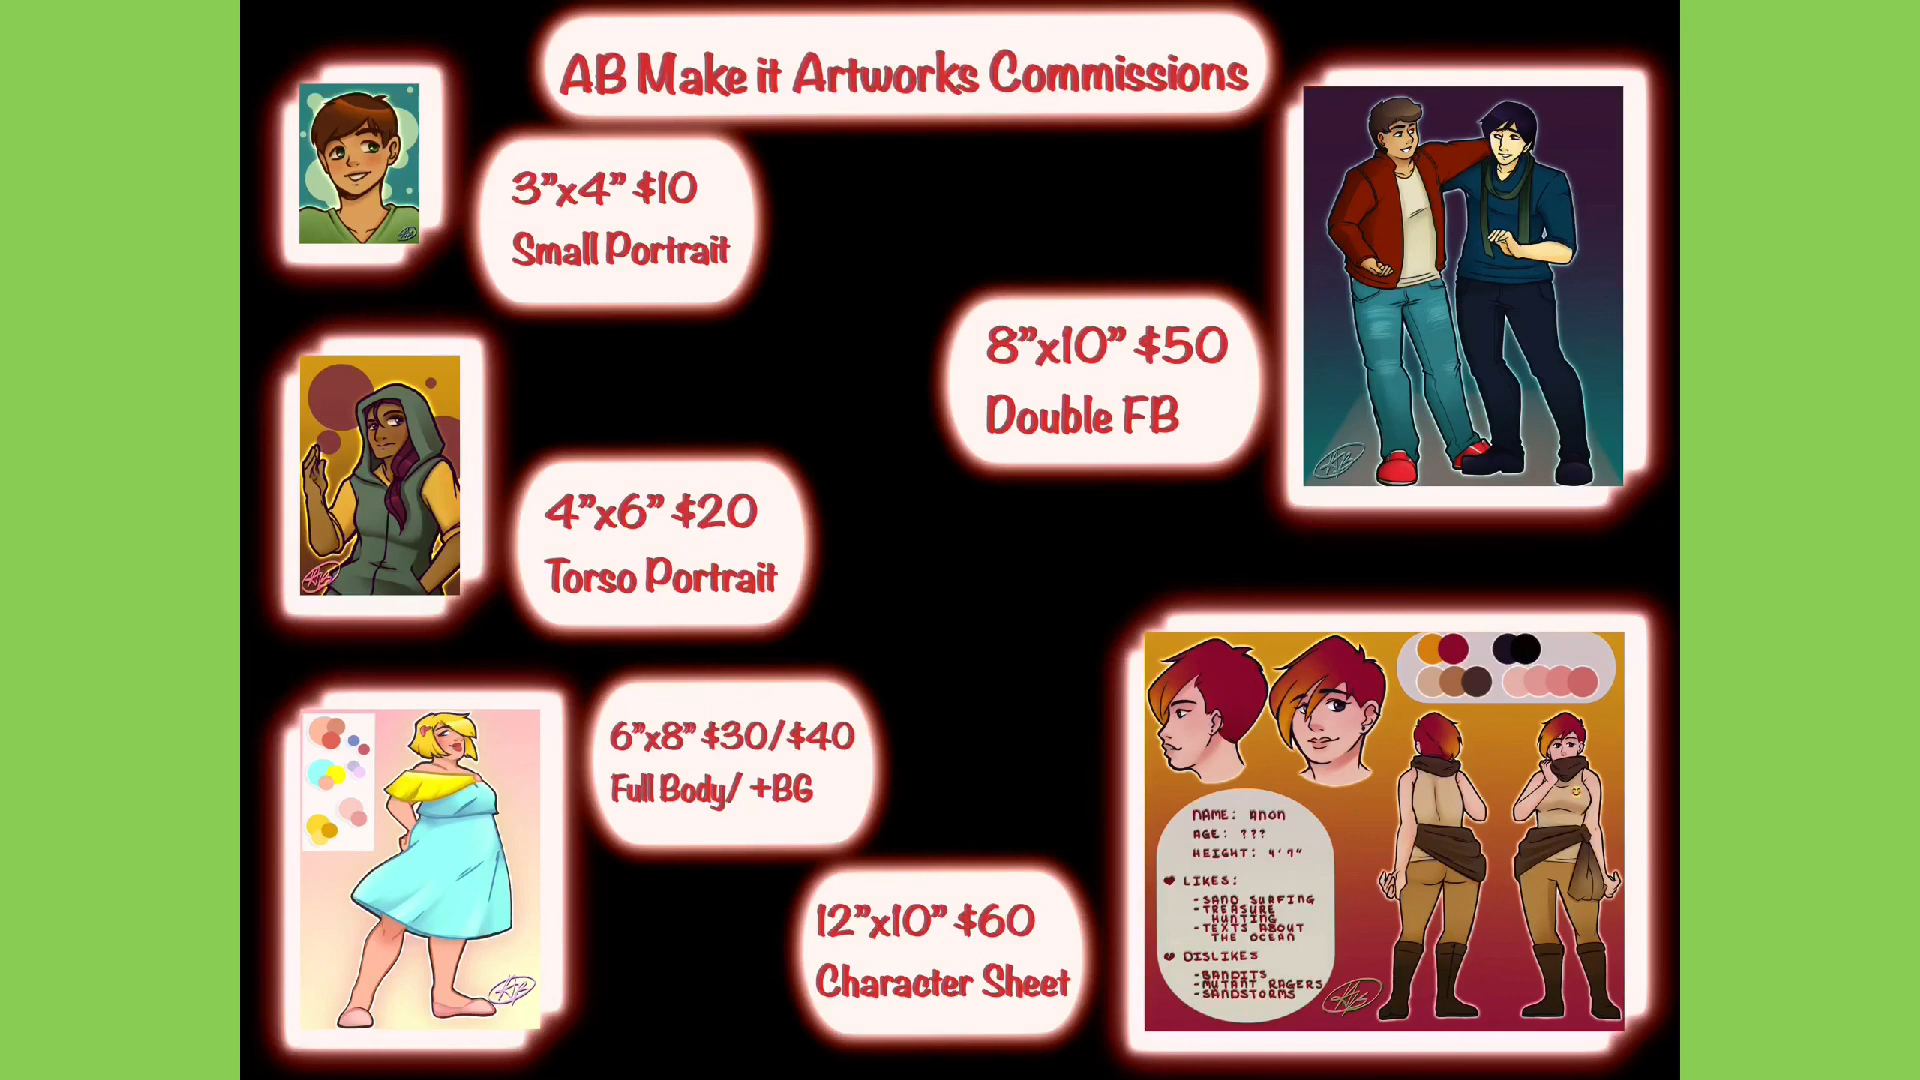 AB Make it Artworks Commissions
3”x4” $10
Small Portrait
8”x10” $50
Double FB
4”x6” $20
Torso Portrait
6”x8” $30/$40
Full Body/ +BG
12”x10” $60
Character Sheet
NAME: ANON
AGE: ???
HEIGHT: 4'7"
LIKES:
-SAND SURFING
-TREASURE
HUNTING
-TEXTS ABOUT
THE OCEAN
DISLIKES
-BANDITS
-MUTANT RAGERS
-SANDSTORMS